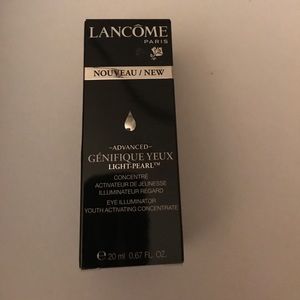 LANCÔME
PARIS
NOUVEAU / NEW
–ADVANCED–
GÉNIFIQUE YEUX
LIGHT-PEARL™
CONCENTRÉ
ACTIVATEUR DE JEUNESSE
ILLUMINATEUR REGARD
EYE ILLUMINATOR
YOUTH ACTIVATING CONCENTRATE
℮ 20 ml 0.67 FL. OZ.